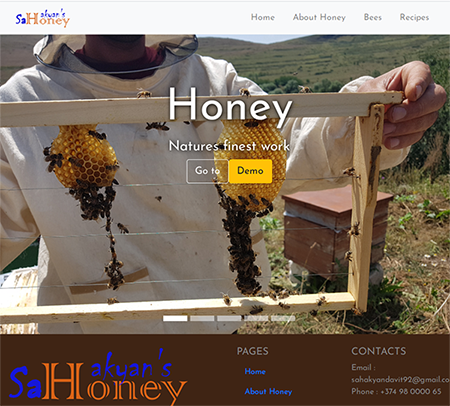 Sahakyan's Honey
Home About Honey Bees Recipes
Honey
Natures finest work
Go to Demo
Sahakyan's Honey
PAGES
Home
About Honey
CONTACTS
Email :
sahakyandavit92@gmail.co
Phone : +374 98 0000 65